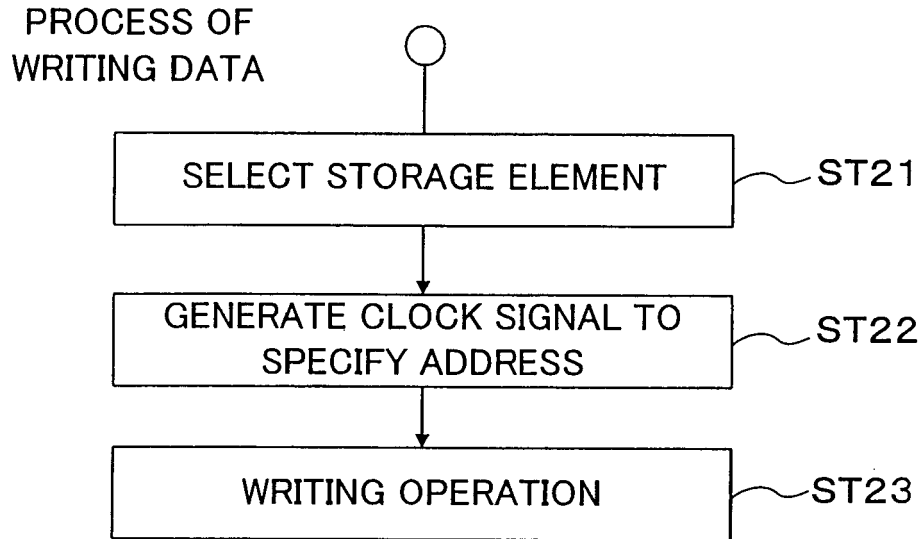 PROCESS OF
WRITING DATA
SELECT STORAGE ELEMENT
ST21
GENERATE CLOCK SIGNAL TO
SPECIFY ADDRESS
ST22
WRITING OPERATION
ST23